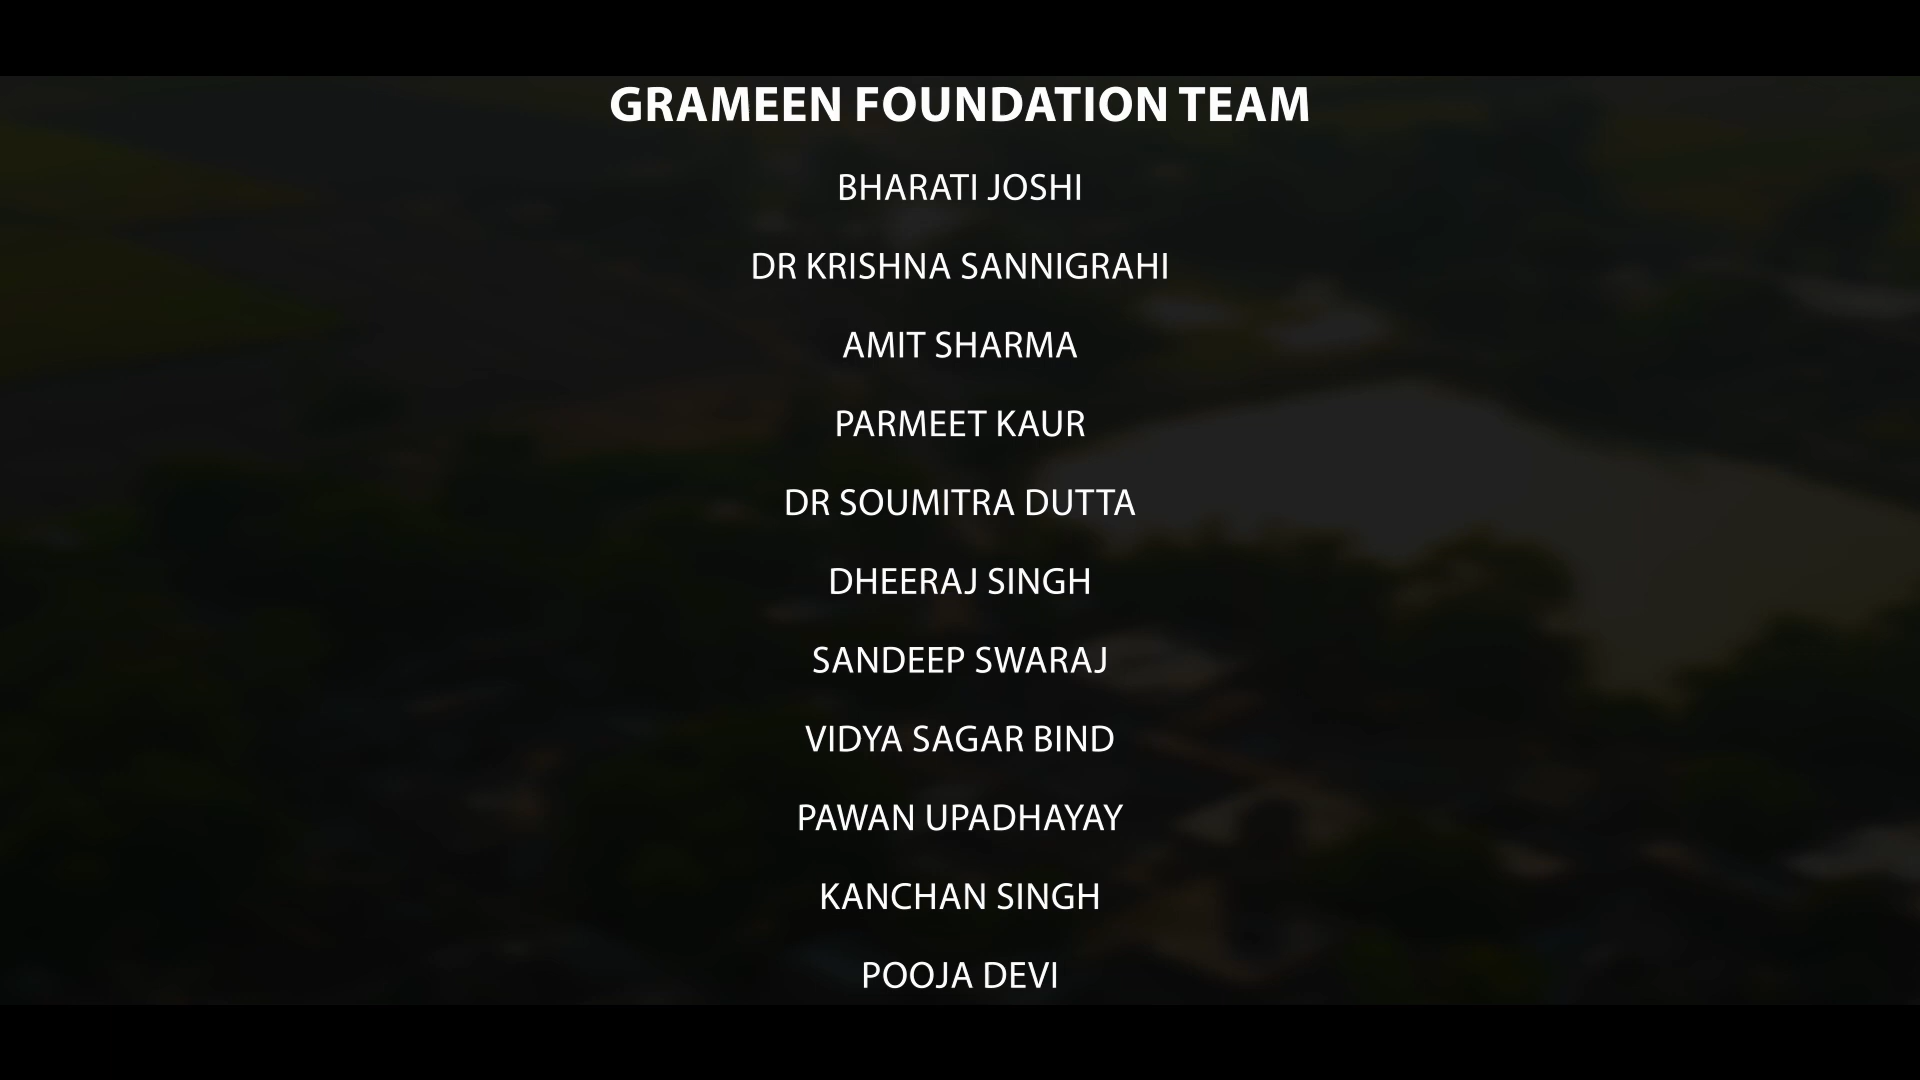 GRAMEEN FOUNDATION TEAM
BHARATI JOSHI
DR KRISHNA SANNIGRAHI
AMIT SHARMA
PARMEET KAUR
DR SOUMITRA DUTTA
DHEERAJ SINGH
SANDEEP SWARAJ
VIDYA SAGAR BIND
PAWAN UPADHAYAY
KANCHAN SINGH
POOJA DEVI